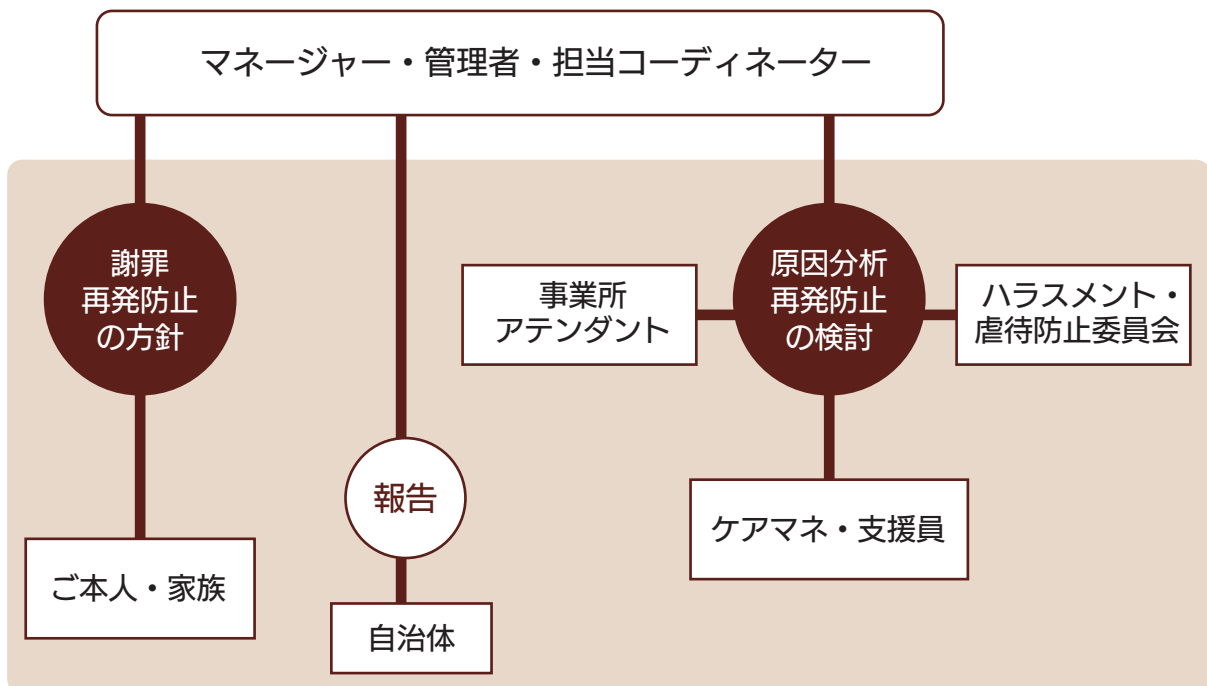 マネージャー・管理者・担当コーディネーター
謝罪
再発防止
の方針
ご本人・家族
報告
自治体
事業所
アテンダント
原因分析
再発防止
の検討
ハラスメント・
虐待防止委員会
ケアマネ・支援員